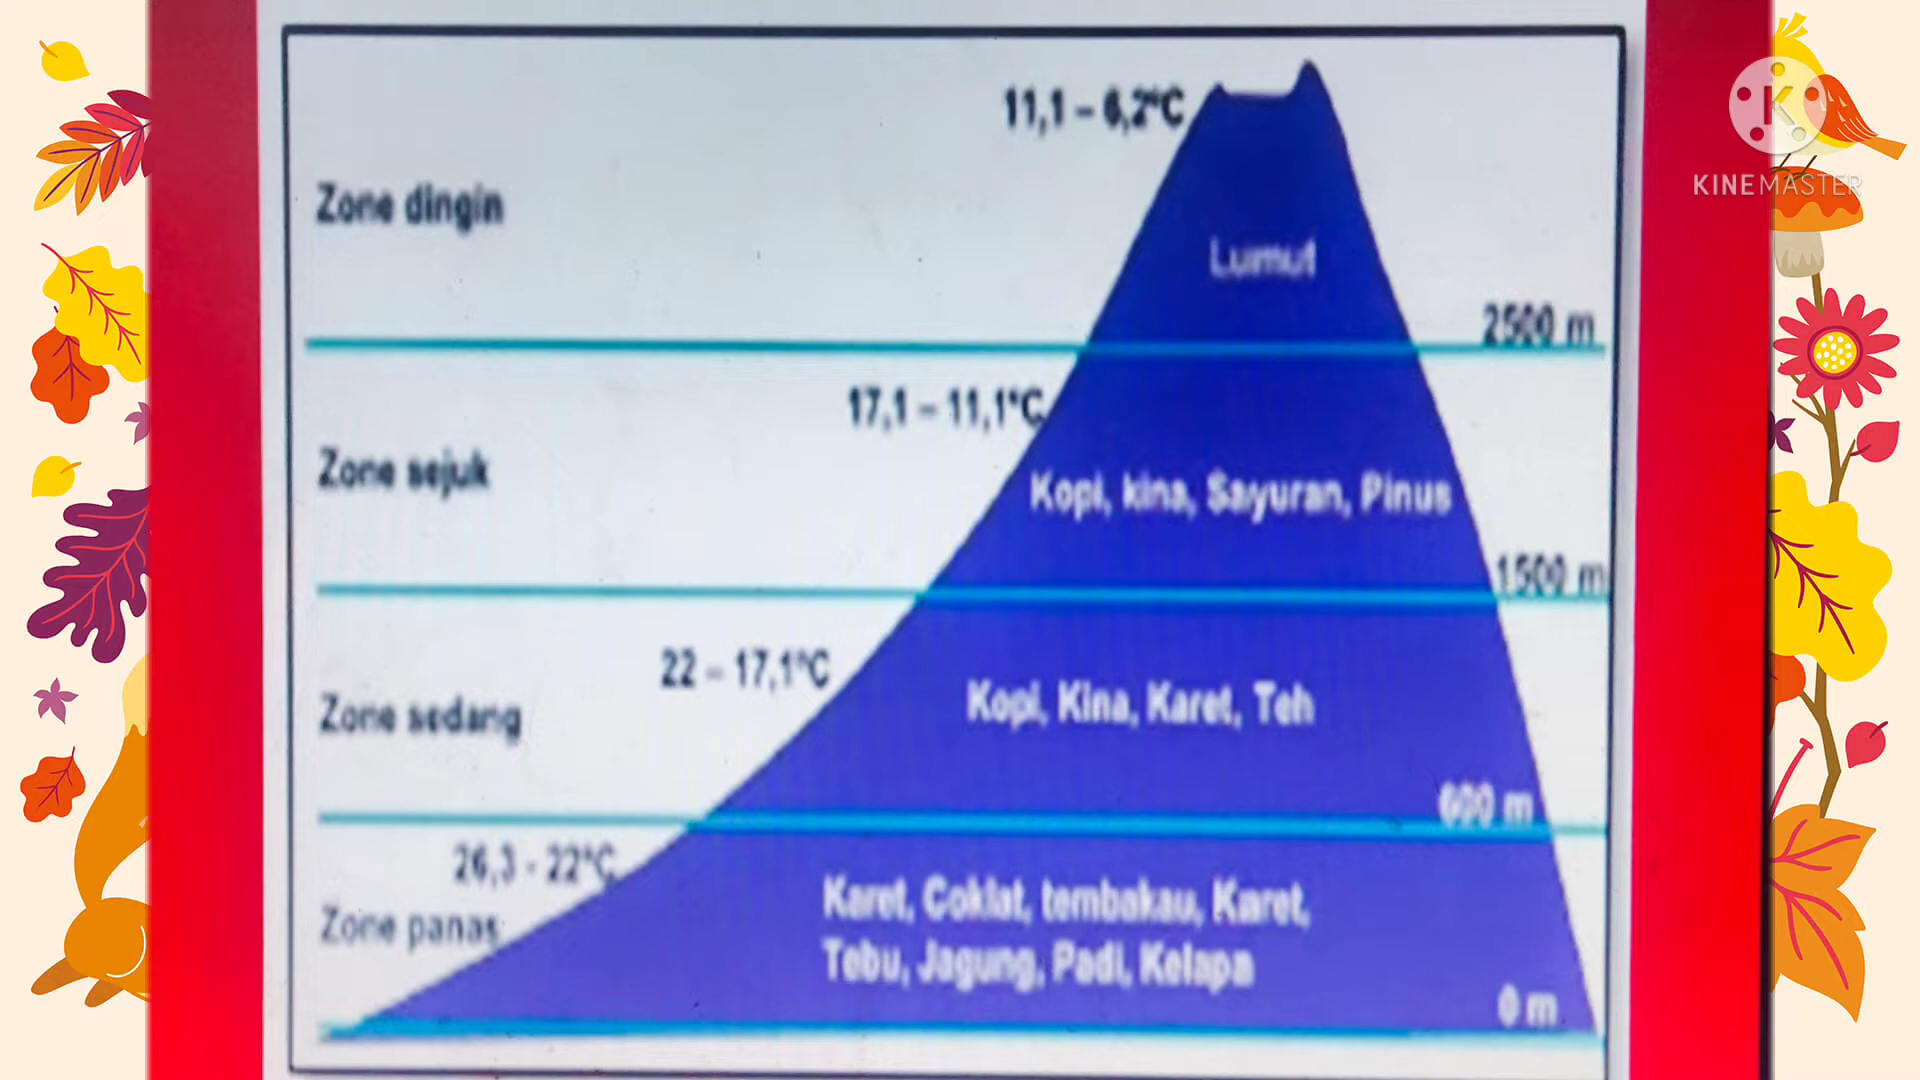 11,1 – 6,2°C
Zone dingin
Lumut
2500 m
17,1 – 11,1°C
Zone sejuk
Kopi, kina, Sayuran, Pinus
1500 m
22 – 17,1°C
Zone sedang
Kopi, Kina, Karet, Teh
600 m
26,3 - 22°C
Zone panas
Karet, Coklat, tembakau, Karet,
Tebu, Jagung, Padi, Kelapa
0 m
K
KINEMASTER